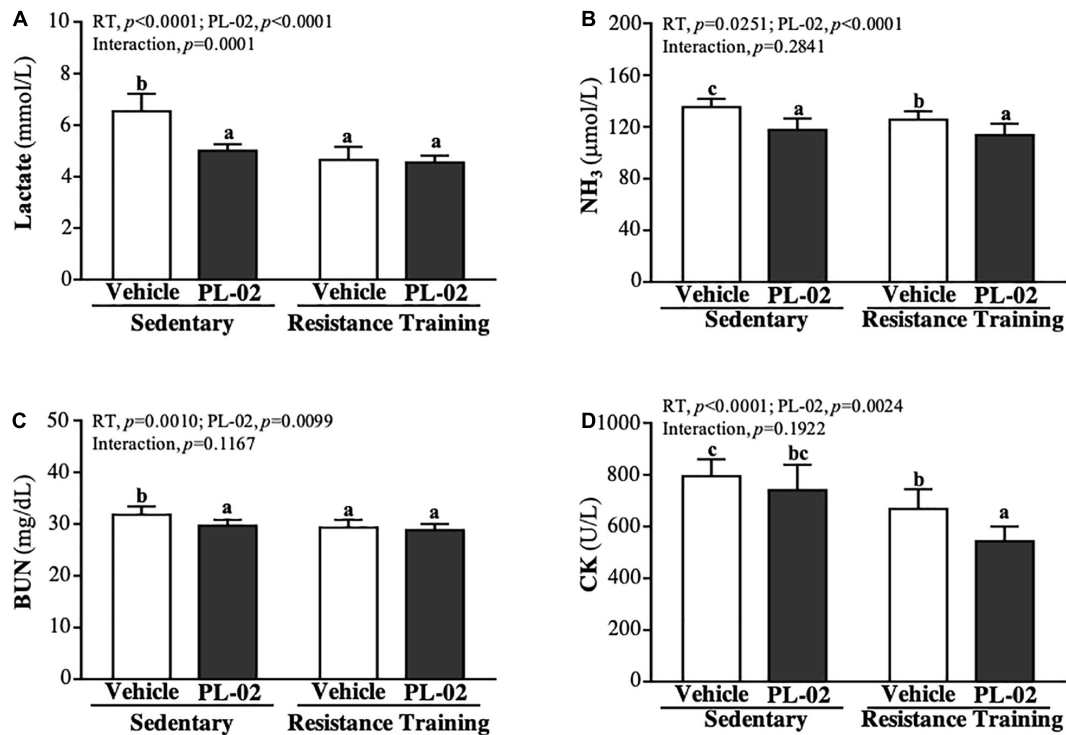 A
RT, p<0.0001; PL-02, p<0.0001
Interaction, p=0.0001
Lactate (mmol/L)
10
8
6
4
2
0
b
a
a
a
Vehicle PL-02 Vehicle PL-02
Sedentary Resistance Training
B
RT, p=0.0251; PL-02, p<0.0001
Interaction, p=0.2841
NH3 (μmol/L)
200
160
120
80
40
0
c
a
b
a
Vehicle PL-02 Vehicle PL-02
Sedentary Resistance Training
C
RT, p=0.0010; PL-02, p=0.0099
Interaction, p=0.1167
BUN (mg/dL)
50
40
30
20
10
0
b
a
a
a
Vehicle PL-02 Vehicle PL-02
Sedentary Resistance Training
D
RT, p<0.0001; PL-02, p=0.0024
Interaction, p=0.1922
CK (U/L)
1000
800
600
400
200
0
c
bc
b
a
Vehicle PL-02 Vehicle PL-02
Sedentary Resistance Training